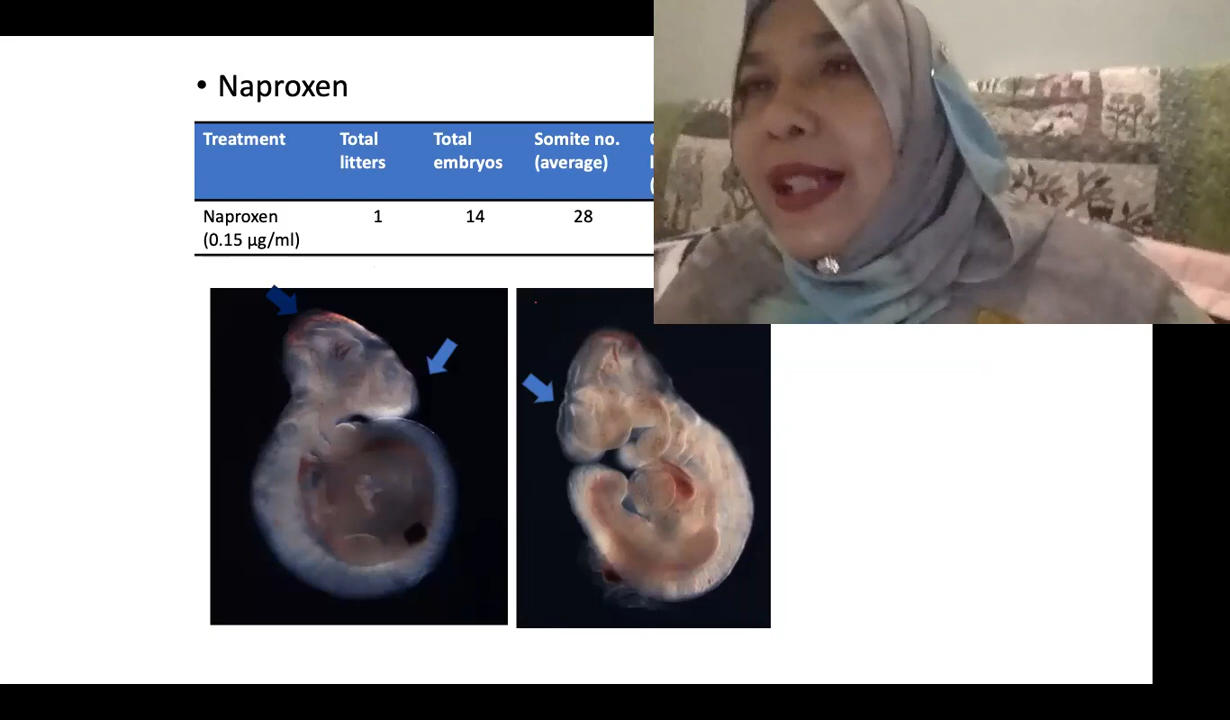 • Naproxen
Treatment Total litters Total embryos Somite no. (average)
Naproxen (0.15 µg/ml) 1 14 28